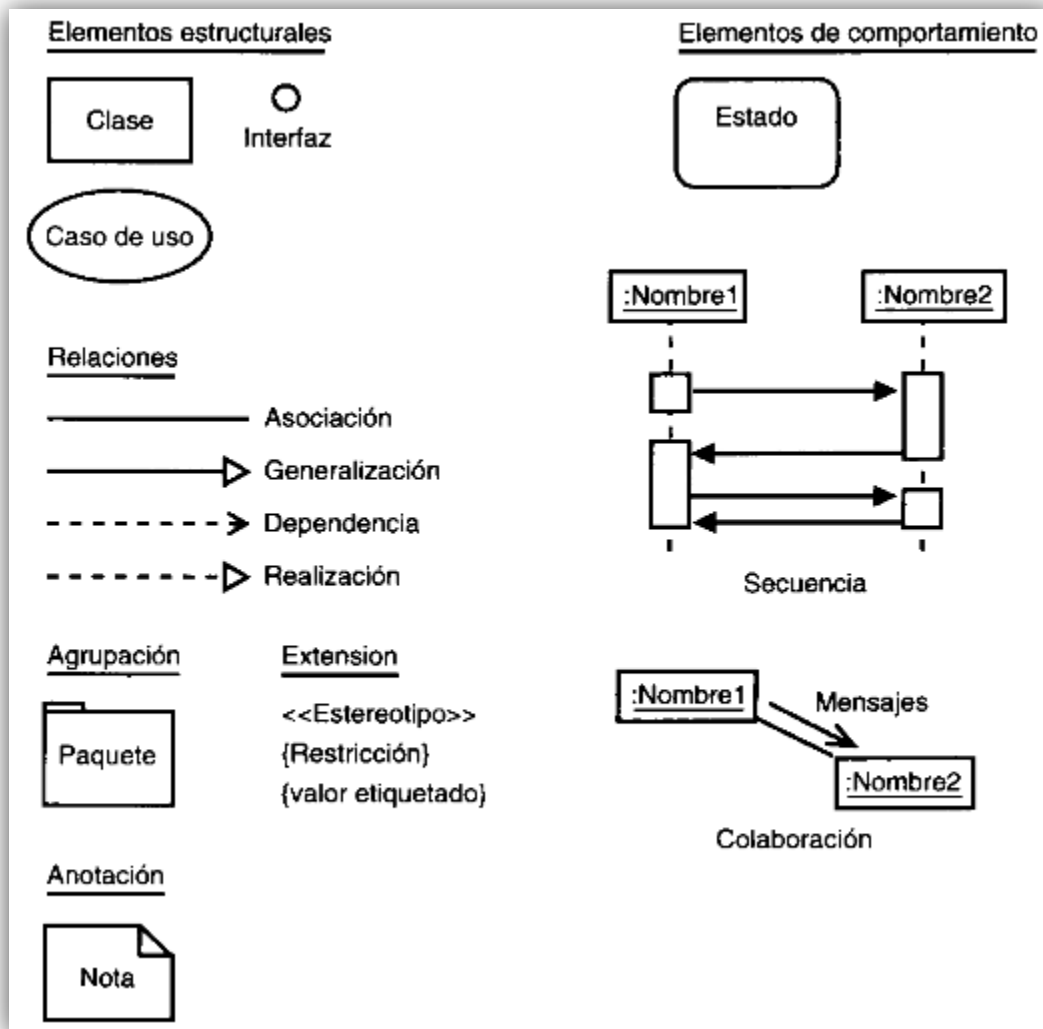 Elementos estructurales
Clase
Interfaz
Caso de uso
Relaciones
Asociación
Generalización
Dependencia
Realización
Agrupación
Paquete
Extension
<<Estereotipo>>
{Restricción}
{valor etiquetado}
Anotación
Nota
Elementos de comportamiento
Estado
:Nombre1
:Nombre2
Secuencia
:Nombre1
Mensajes
:Nombre2
Colaboración